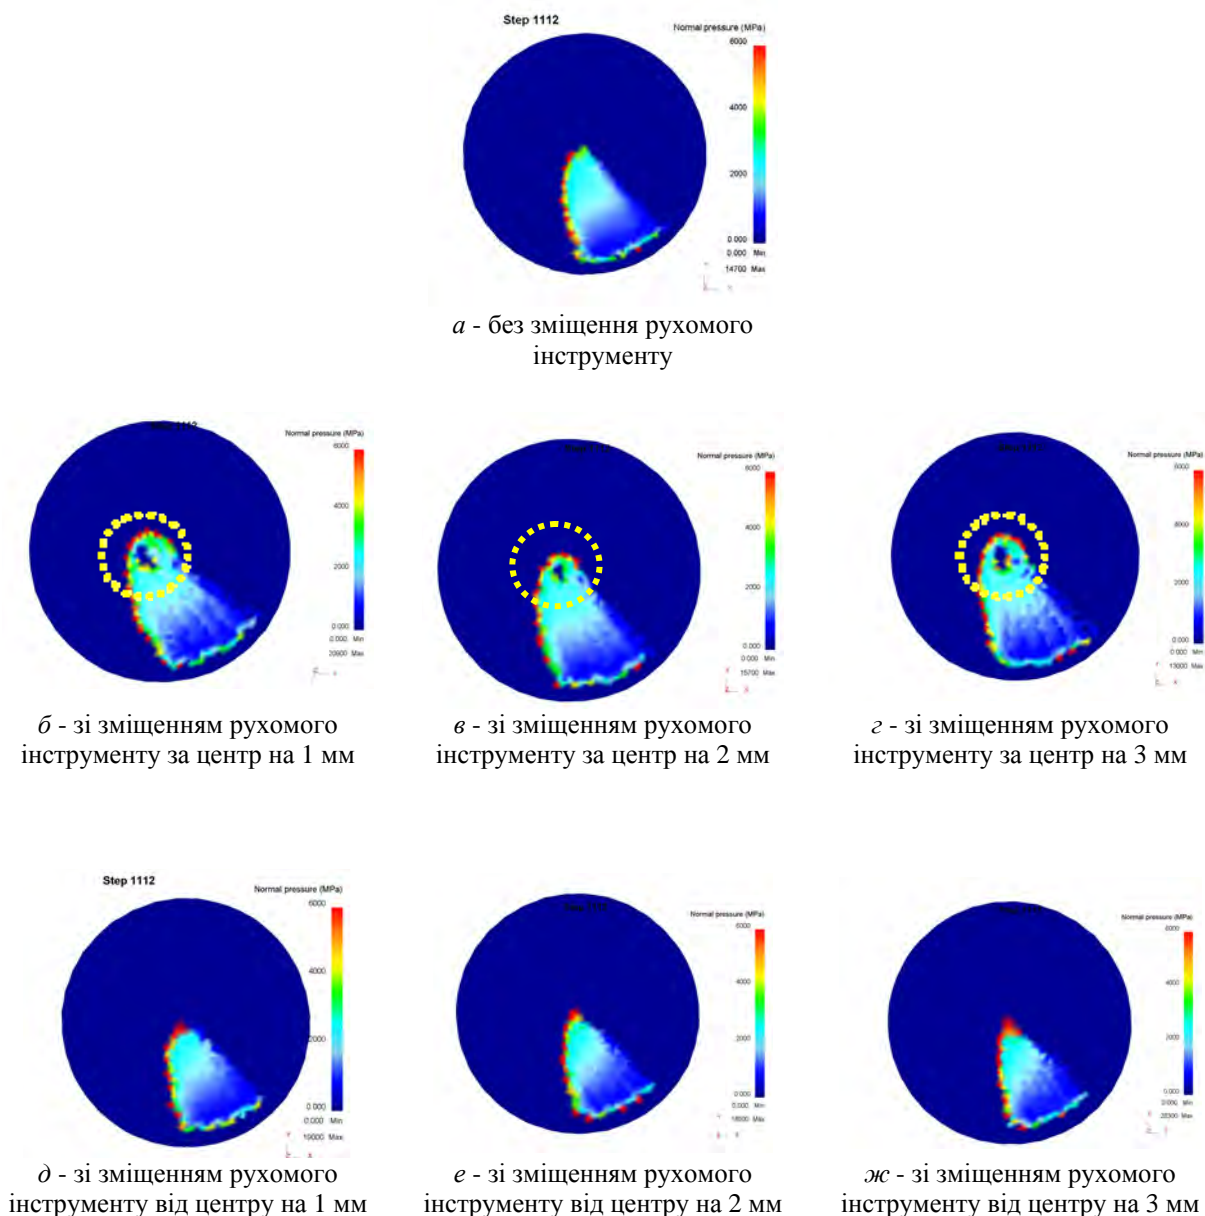 Step 1112
Normal pressure (MPa)
6000
4000
2000
0.000
0.000 Min
14700 Max
а - без зміщення рухомого
інструменту
Normal pressure (MPa)
6000
4000
2000
0.000
0.000 Min
20600 Max
б - зі зміщенням рухомого
інструменту за центр на 1 мм
Normal pressure (MPa)
6000
4000
2000
0.000
0.000 Min
15700 Max
в - зі зміщенням рухомого
інструменту за центр на 2 мм
Normal pressure (MPa)
6000
4000
2000
0.000
0.000 Min
13000 Max
г - зі зміщенням рухомого
інструменту за центр на 3 мм
Step 1112
Normal pressure (MPa)
6000
4000
2000
0.000
0.000 Min
19000 Max
д - зі зміщенням рухомого
інструменту від центру на 1 мм
Normal pressure (MPa)
6000
4000
2000
0.000
0.000 Min
Max
е - зі зміщенням рухомого
інструменту від центру на 2 мм
Normal pressure (MPa)
6000
4000
2000
0.000
0.000 Min
Max
ж - зі зміщенням рухомого
інструменту від центру на 3 мм